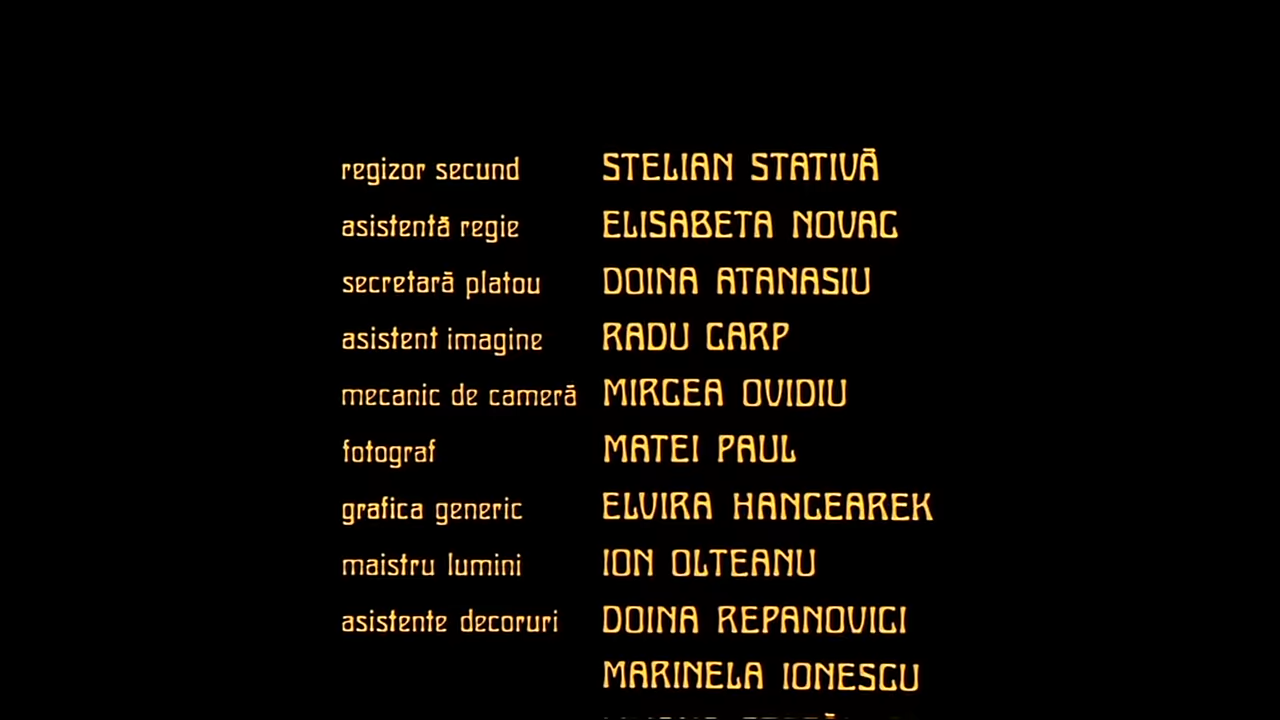 regizor secund STELIAN STATIVĂ
asistentă regie ELISABETA NOVAC
secretară platou DOINA ATANASIU
asistent imagine RADU CARP
mecanic de cameră MIRCEA OVIDIU
fotograf MATEI PAUL
grafica generic ELVIRA HANCEAREK
maistru lumini ION OLTEANU
asistente decoruri DOINA REPANOVICI
MARINELA IONESCU